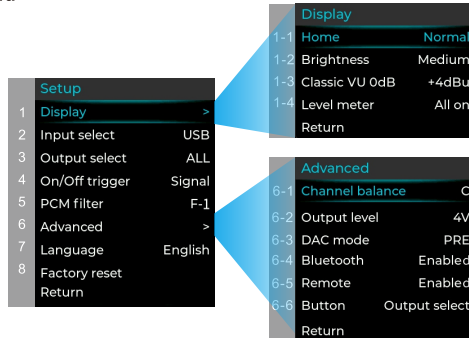 Setup
1 Display >
2 Input select USB
3 Output select ALL
4 On/Off trigger Signal
5 PCM filter F-1
6 Advanced >
7 Language English
8 Factory reset
Return
Display
1-1 Home Normal
1-2 Brightness Medium
1-3 Classic VU 0dB +4dBu
1-4 Level meter All on
Return
Advanced
6-1 Channel balance C
6-2 Output level 4V
6-3 DAC mode PRE
6-4 Bluetooth Enabled
6-5 Remote Enabled
6-6 Button Output select
Return